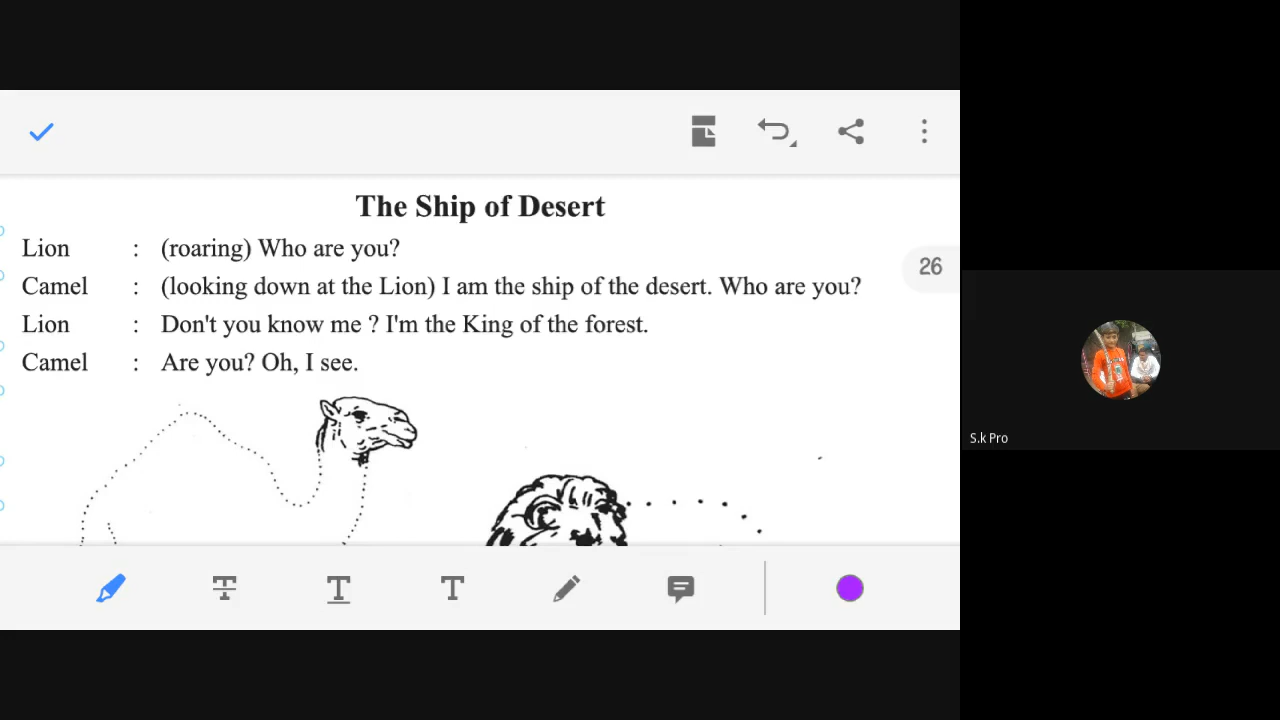 The Ship of Desert
Lion : (roaring) Who are you?
Camel : (looking down at the Lion) I am the ship of the desert. Who are you?
Lion : Don't you know me ? I'm the King of the forest.
Camel : Are you? Oh, I see.
26
S.k Pro